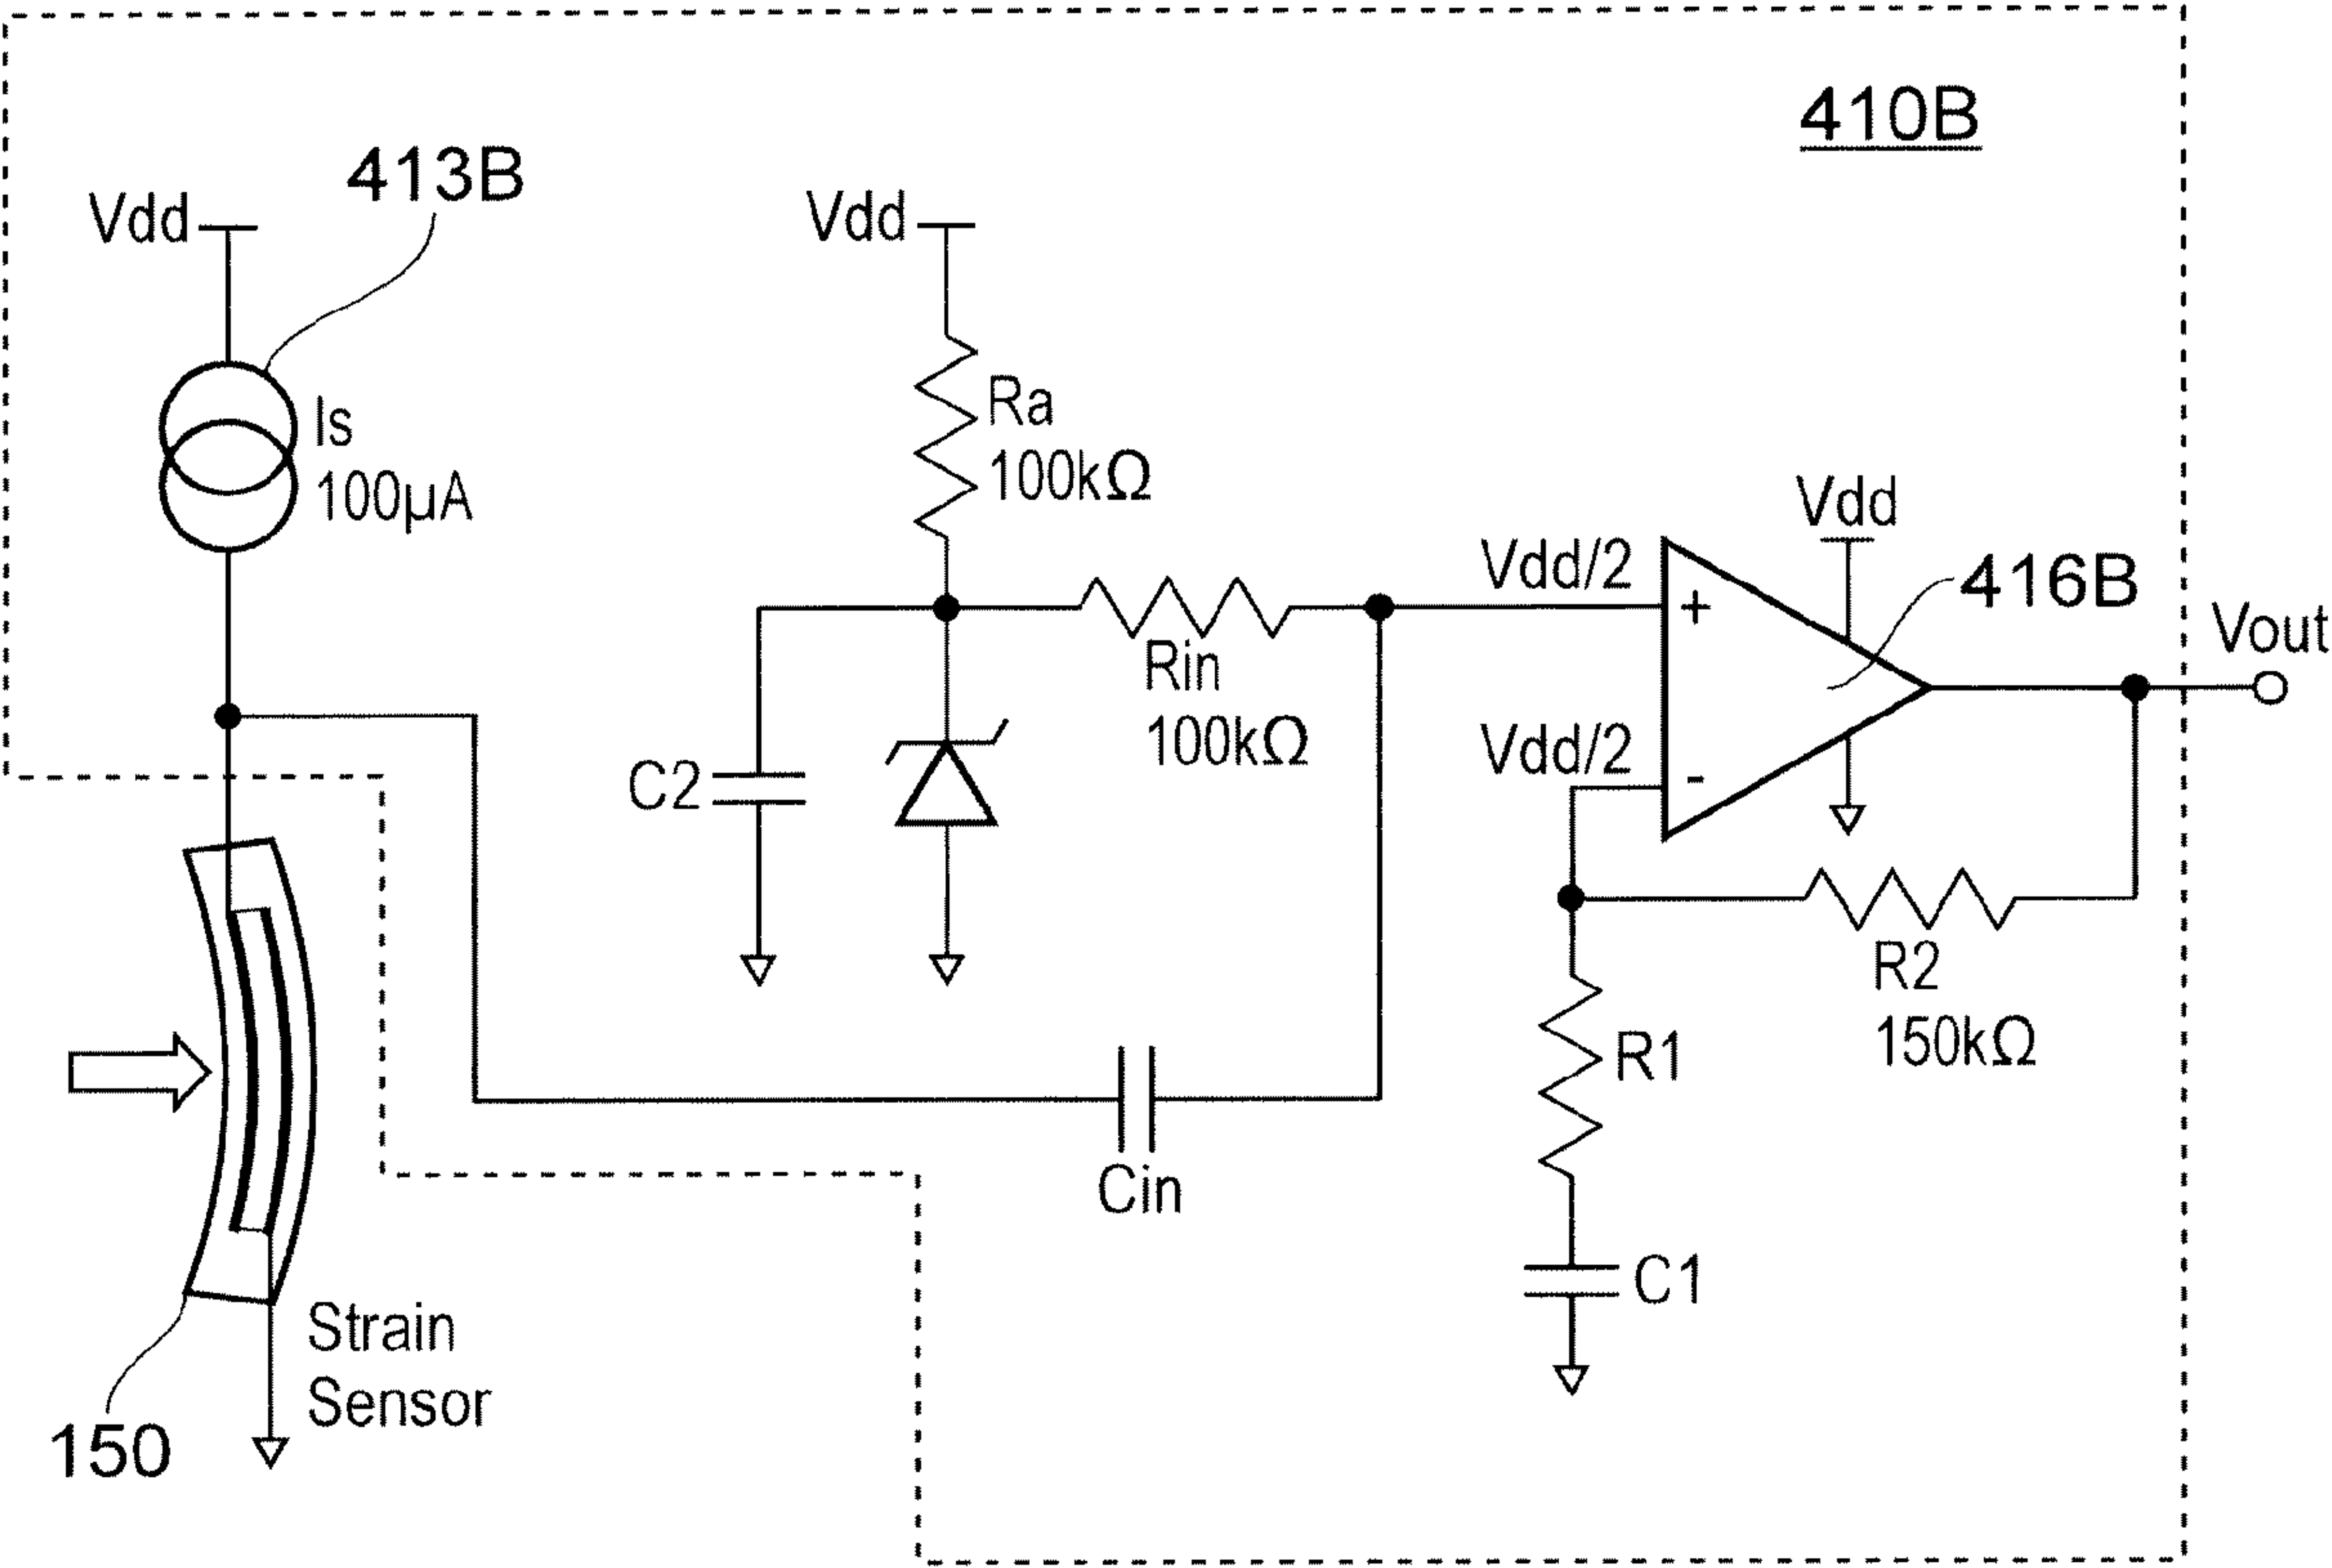 410B
413B
Vdd
Is
100µA
Vdd
Ra
100kΩ
Rin
100kΩ
C2
Vdd/2
+
Vdd/2
-
Vdd
416B
Vout
R2
150kΩ
R1
C1
Cin
Strain
Sensor
150